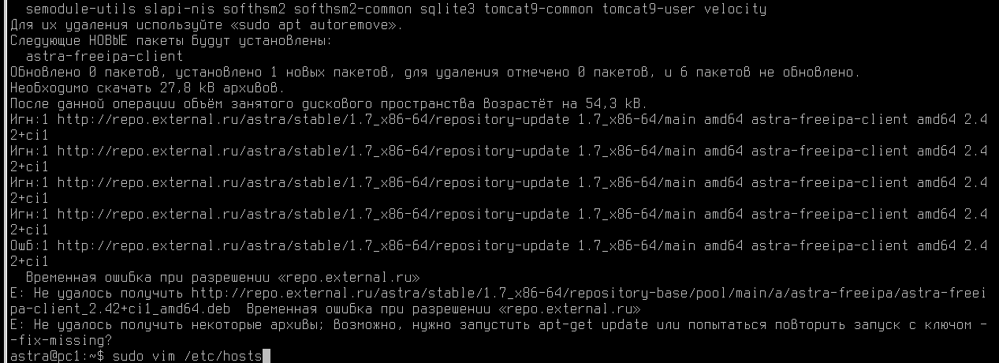 semodule-utils slapi-nis softhsm2 softhsm2-common sqlite3 tomcat9-common tomcat9-user velocity
Для их удаления используйте «sudo apt autoremove».
Следующие НОВЫЕ пакеты будут установлены:
astra-freeipa-client
Обновлено 0 пакетов, установлено 1 новых пакетов, для удаления отмечено 0 пакетов, и 6 пакетов не обновлено.
Необходимо скачать 27,8 kB архивов.
После данной операции объём занятого дискового пространства возрастёт на 54,3 kB.
Игн:1 http://repo.external.ru/astra/stable/1.7_x86-64/repository-update 1.7_x86-64/main amd64 astra-freeipa-client amd64 2.4
2+ci1
Игн:1 http://repo.external.ru/astra/stable/1.7_x86-64/repository-update 1.7_x86-64/main amd64 astra-freeipa-client amd64 2.4
2+ci1
Игн:1 http://repo.external.ru/astra/stable/1.7_x86-64/repository-update 1.7_x86-64/main amd64 astra-freeipa-client amd64 2.4
2+ci1
Игн:1 http://repo.external.ru/astra/stable/1.7_x86-64/repository-update 1.7_x86-64/main amd64 astra-freeipa-client amd64 2.4
2+ci1
Ошб:1 http://repo.external.ru/astra/stable/1.7_x86-64/repository-update 1.7_x86-64/main amd64 astra-freeipa-client amd64 2.4
2+ci1
Временная ошибка при разрешении «repo.external.ru»
E: Не удалось получить http://repo.external.ru/astra/stable/1.7_x86-64/repository-base/pool/main/a/astra-freeipa/astra-freei
pa-client_2.42+ci1_amd64.deb  Временная ошибка при разрешении «repo.external.ru»
E: Не удалось получить некоторые архивы; возможно, нужно запустить apt-get update или попытаться повторить запуск с ключом -
-fix-missing?
astra@pc1:~$ sudo vim /etc/hosts